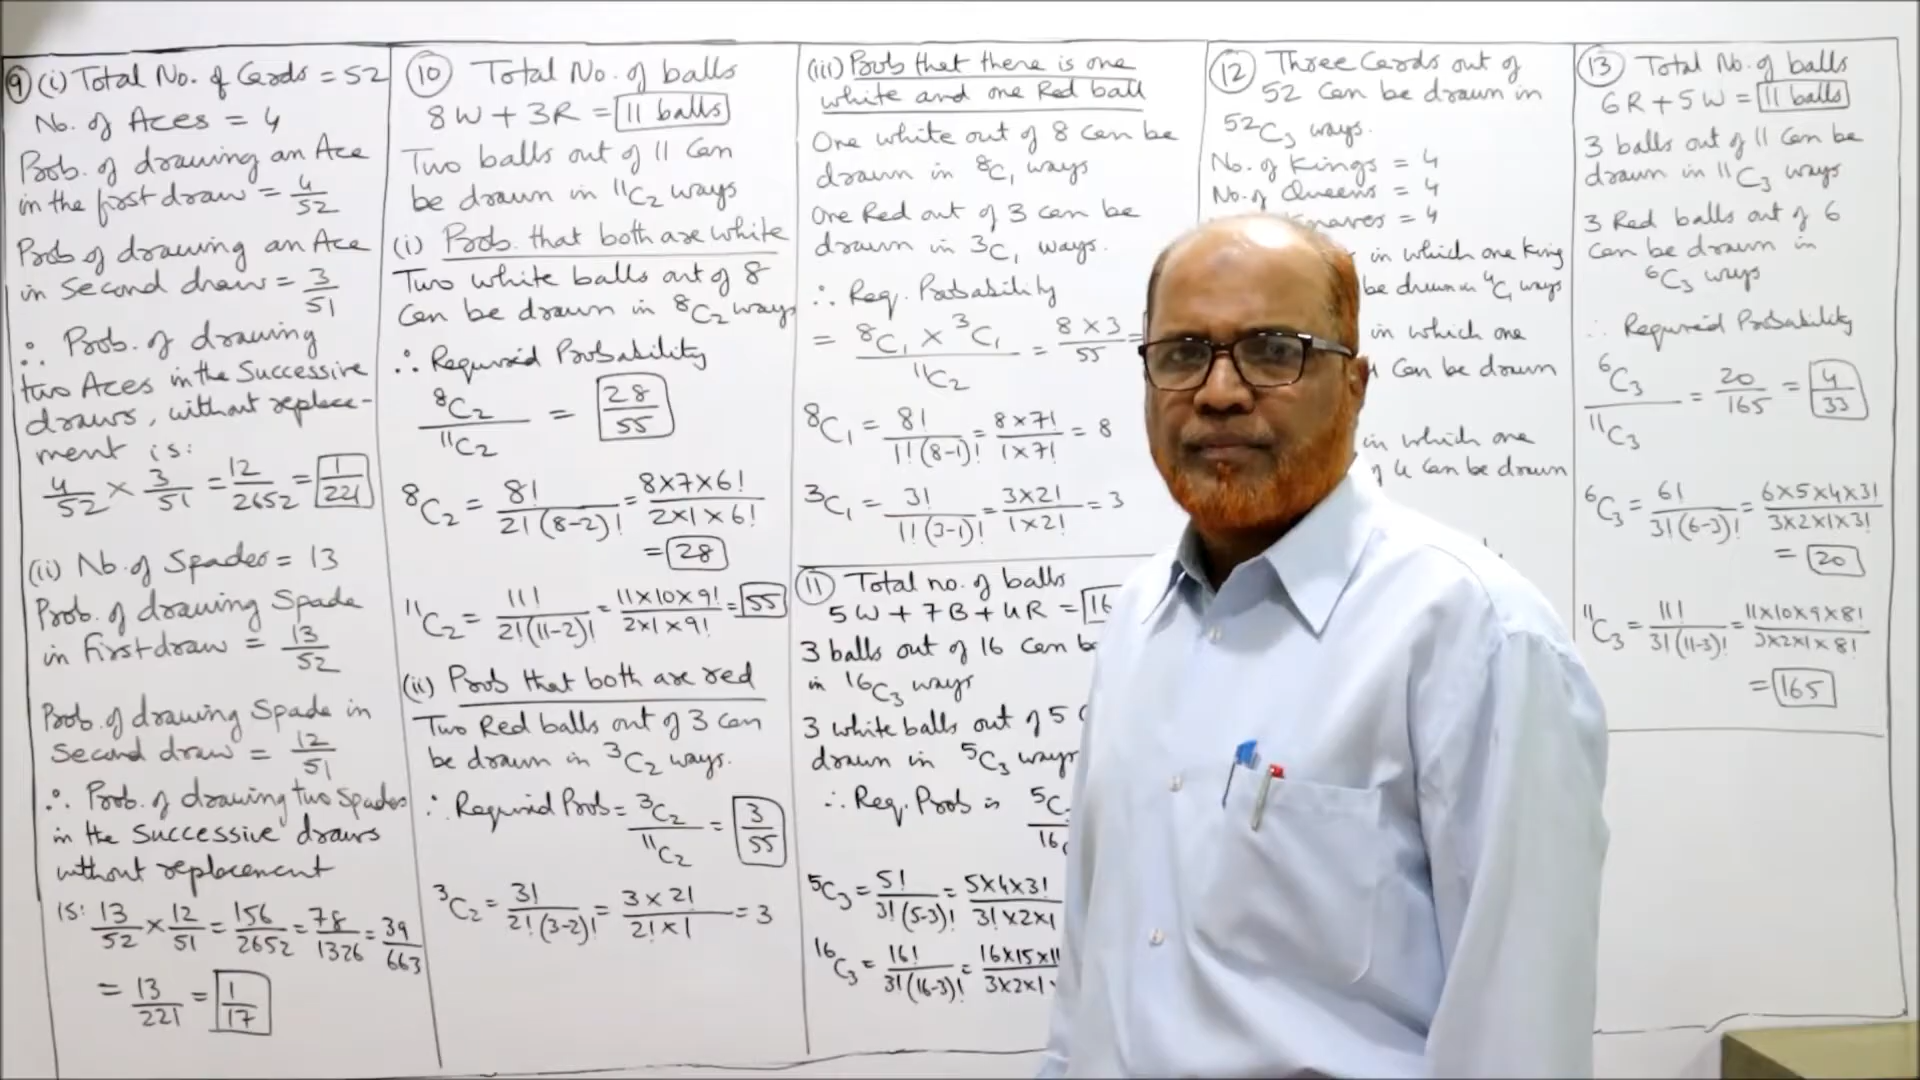 9 (i) Total No. of Cards = 52
No. of Aces = 4
Prob. of drawing an Ace
in the first draw = 4/52
Prob of drawing an Ace
in Second draw = 3/51
∴ Prob. of drawing
two Aces in the Successive
draws, without replace-
ment is:
4/52 × 3/51 = 12/2652 = 1/221
(ii) No. of Spades = 13
Prob. of drawing Spade
in first draw = 13/52
Prob. of drawing Spade in
Second draw = 12/51
∴ Prob. of drawing two Spades
in the Successive draws
without replacement
is: 13/52 × 12/51 = 156/2652 = 78/1326 = 39/663
= 13/221 = 1/17
10 Total No. of balls
8W + 3R = 11 balls
Two balls out of 11 Can
be drawn in ¹¹C₂ ways
(i) Prob. that both are white
Two white balls out of 8
Can be drawn in ⁸C₂ ways
∴ Required Probability
⁸C₂/¹¹C₂ = 28/55
⁸C₂ = 8!/2!(8-2)! = 8×7×6!/2×1×6!
= 28
¹¹C₂ = 11!/2!(11-2)! = 11×10×9!/2×1×9! = 55
(ii) Prob that both are red
Two Red balls out of 3 can
be drawn in ³C₂ ways.
∴ Required Prob = ³C₂/¹¹C₂ = 3/55
³C₂ = 3!/2!(3-2)! = 3×2!/2!×1 = 3
(iii) Prob that there is one
white and one Red ball
One white out of 8 can be
drawn in ⁸C₁ ways
One Red out of 3 can be
drawn in ³C₁ ways.
∴ Req. Probability
= ⁸C₁ × ³C₁/¹¹C₂ = 8×3/55
⁸C₁ = 8!/1!(8-1)! = 8×7!/1×7! = 8
³C₁ = 3!/1!(3-1)! = 3×2!/1×2! = 3
11 Total no. of balls
5W + 7B + 4R = 16
3 balls out of 16 Can
in ¹⁶C₃ ways
3 white balls out of 5
drawn in ⁵C₃ ways
∴ Req. Prob is ⁵C/16
⁵C₃ = 5!/3!(5-3)! = 5×4×3!/3!×2×1
¹⁶C₃ = 16!/3!(16-3)! = 16×15×1/3×2×1
12 Three Cards out of
52 Can be drawn in
⁵²C₃ ways.
No. of Kings = 4
No. of Queens = 4
Knaves = 4
in which one King
be drawn in ⁴C₁ ways
in which one
Can be drawn
in which one
of 4 Can be drawn
13 Total No. of balls
6R + 5W = 11 balls
3 balls out of 11 Can be
drawn in ¹¹C₃ ways
3 Red balls out of 6
Can be drawn in
⁶C₃ ways
∴ Required Probability
⁶C₃/¹¹C₃ = 20/165 = 4/33
⁶C₃ = 6!/3!(6-3)! = 6×5×4×3!/3×2×1×3!
= 20
¹¹C₃ = 11!/3!(11-3)! = 11×10×9×8!/3×2×1×8!
= 165